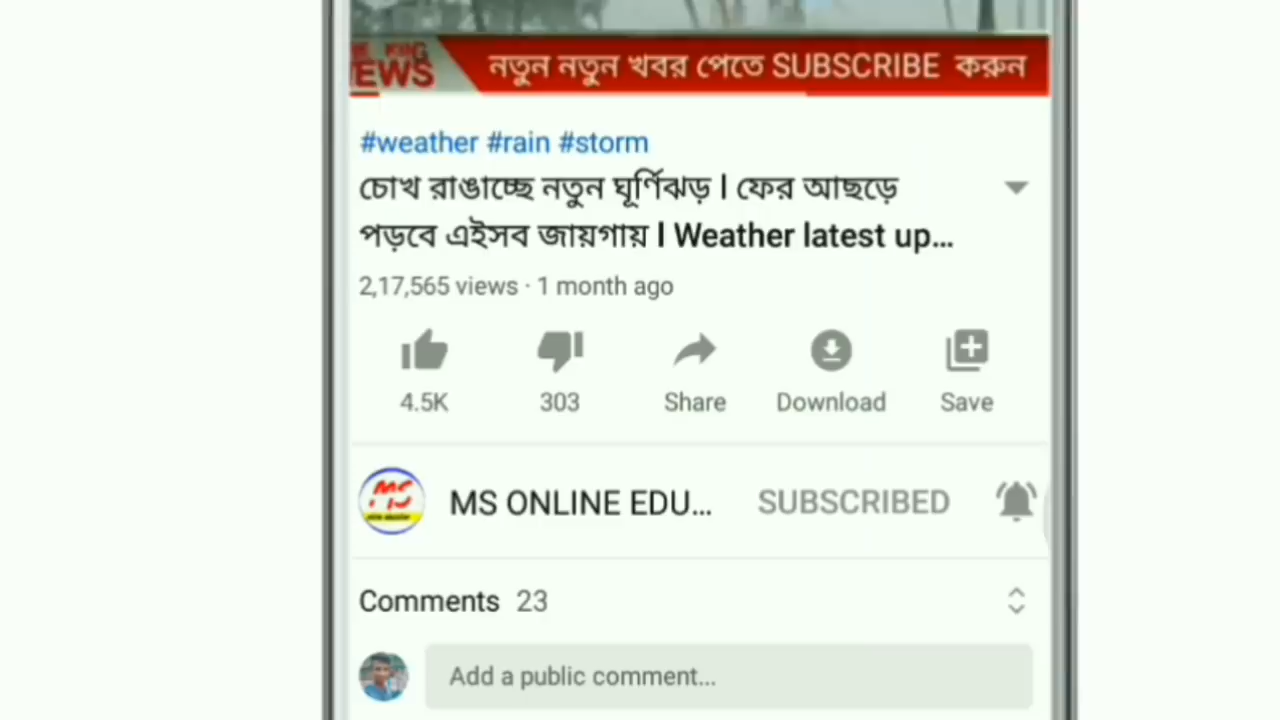 NEWS
নতুন নতুন খবর পেতে SUBSCRIBE করুন
#weather #rain #storm
চোখ রাঙাচ্ছে নতুন ঘূর্ণিঝড় l ফের আছড়ে
পড়বে এইসব জায়গায় l Weather latest up...
2,17,565 views · 1 month ago
4.5K 303 Share Download Save
MS
MS ONLINE EDU... SUBSCRIBED
Comments 23
Add a public comment...